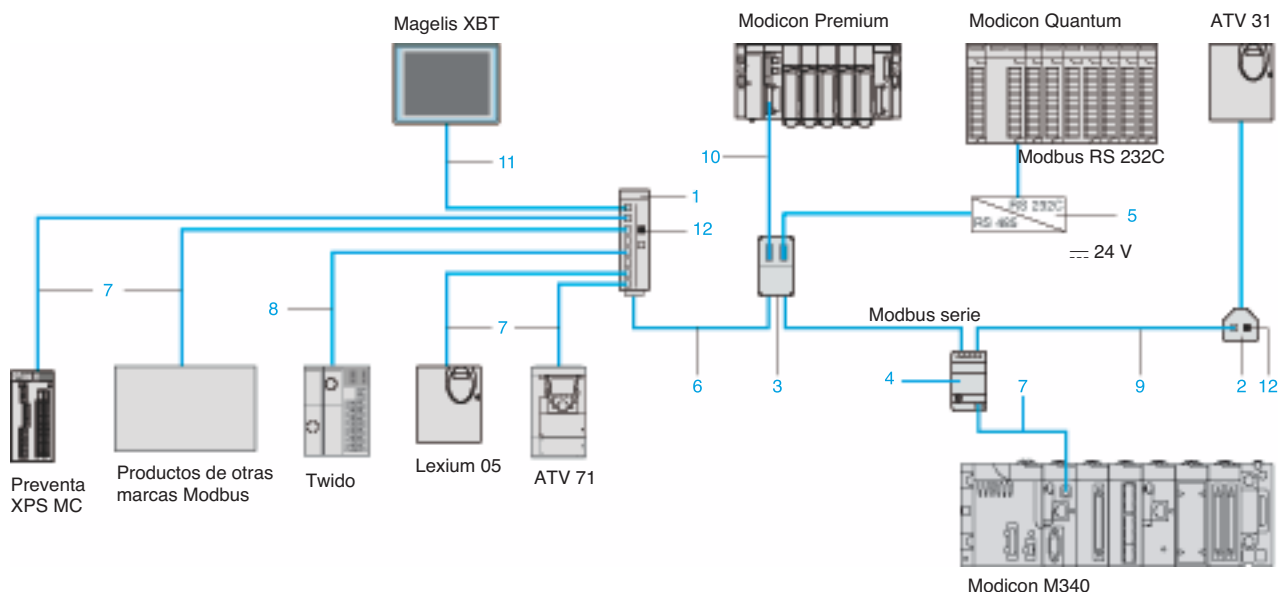 Magelis XBT
Modicon Premium
Modicon Quantum
ATV 31
Modbus RS 232C
11
10
1
12
RS 232C
RS 485
5
24 V
7
8
7
Modbus serie
6
3
4
7
9
2
12
Preventa
XPS MC
Productos de otras
marcas Modbus
Twido
Lexium 05
ATV 71
Modicon M340